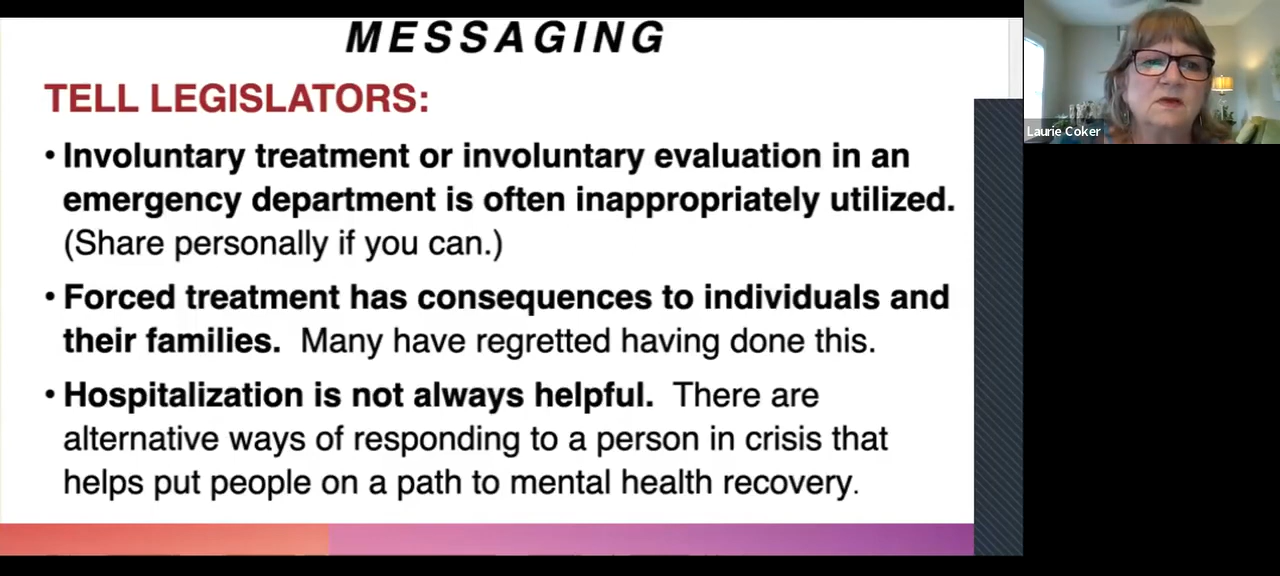 MESSAGING
TELL LEGISLATORS:
• Involuntary treatment or involuntary evaluation in an
emergency department is often inappropriately utilized.
(Share personally if you can.)
• Forced treatment has consequences to individuals and
their families. Many have regretted having done this.
• Hospitalization is not always helpful. There are
alternative ways of responding to a person in crisis that
helps put people on a path to mental health recovery.
Laurie Coker